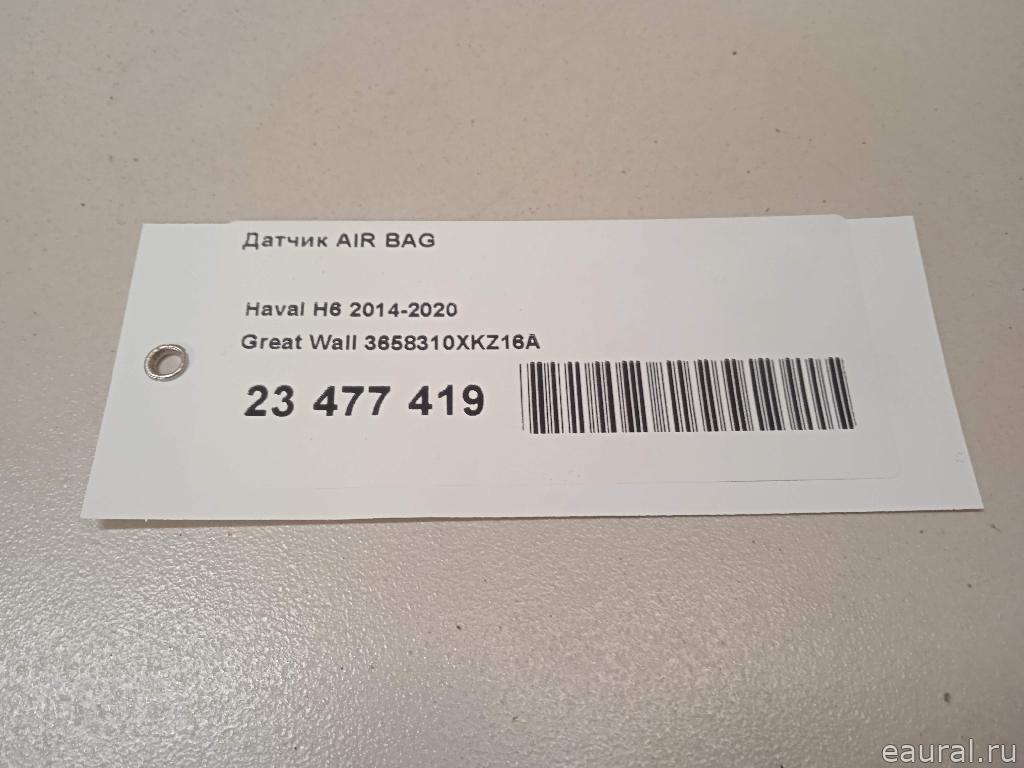 Датчик AIR BAG
Haval H6 2014-2020
Great Wall 3658310XKZ16A
23 477 419
eaural.ru